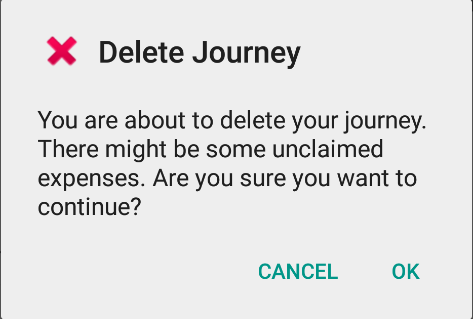 Delete Journey
You are about to delete your journey.
There might be some unclaimed
expenses. Are you sure you want to
continue?
CANCEL OK